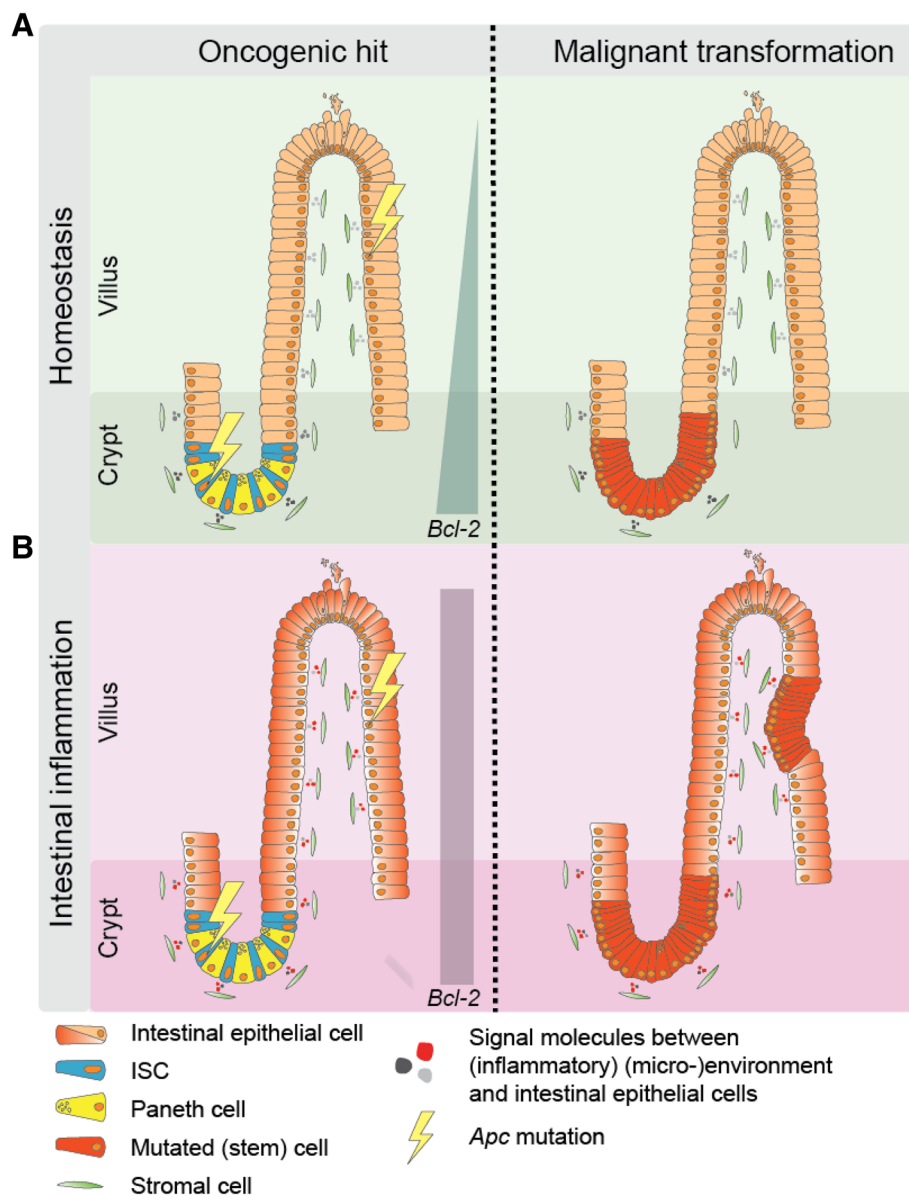 A
Oncogenic hit
Malignant transformation
Homeostasis
Villus
Crypt
Bcl-2
B
Intestinal inflammation
Villus
Crypt
Bcl-2
Intestinal epithelial cell
ISC
Paneth cell
Mutated (stem) cell
Stromal cell
Signal molecules between
(inflammatory) (micro-)environment
and intestinal epithelial cells
Apc mutation